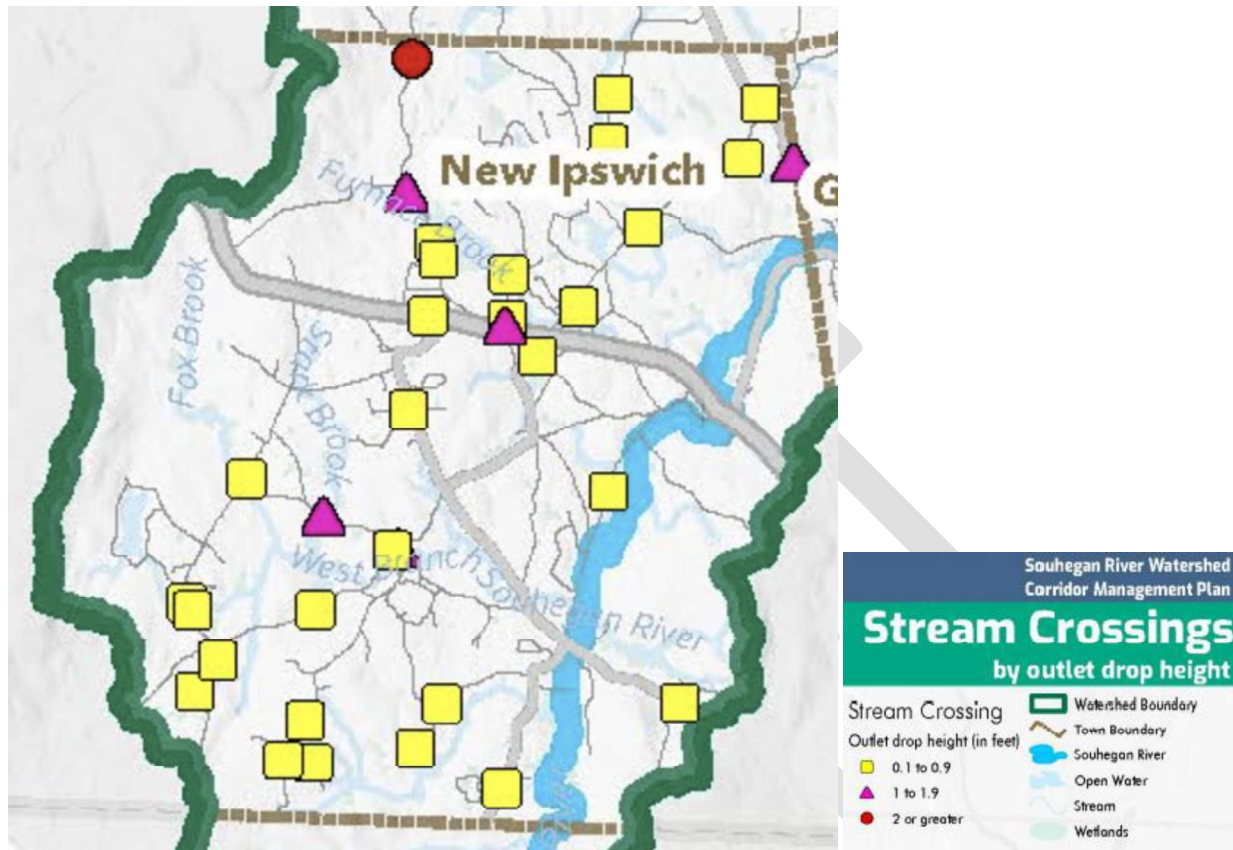 New Ipswich
G
Furnace Brook
Fox Brook
Stark Brook
West Branch Souhegan River
Souhegan River Watershed
Corridor Management Plan
Stream Crossings
by outlet drop height
Stream Crossing
Outlet drop height (in feet)
0.1 to 0.9
1 to 1.9
2 or greater
Watershed Boundary
Town Boundary
Souhegan River
Open Water
Stream
Wetlands